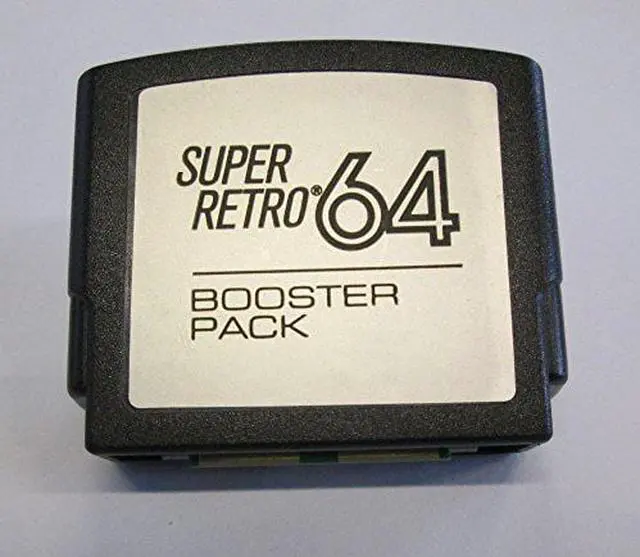 SUPER
RETRO® 64
BOOSTER
PACK